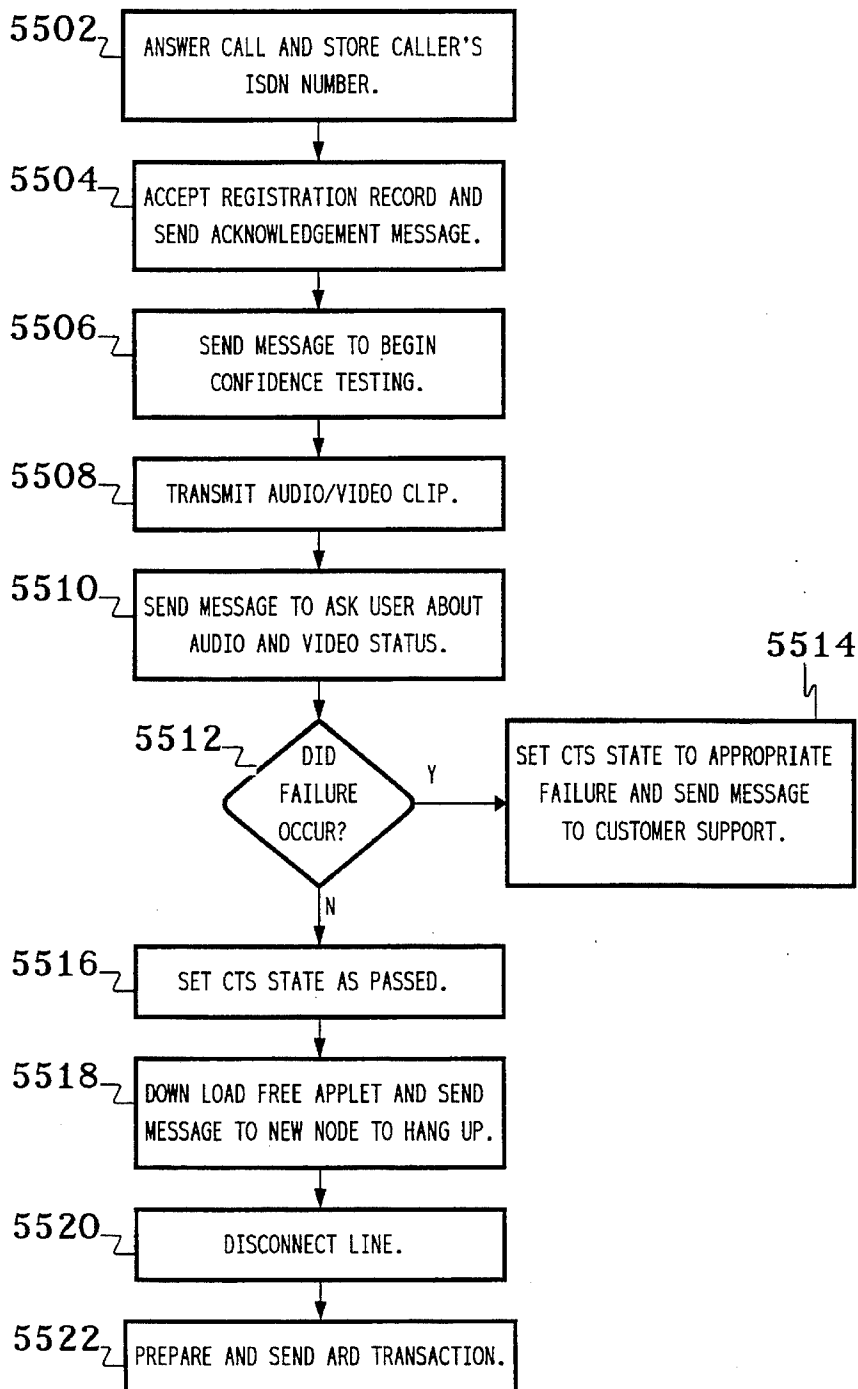 5502
ANSWER CALL AND STORE CALLER'S
ISDN NUMBER.
5504
ACCEPT REGISTRATION RECORD AND
SEND ACKNOWLEDGEMENT MESSAGE.
5506
SEND MESSAGE TO BEGIN
CONFIDENCE TESTING.
5508
TRANSMIT AUDIO/VIDEO CLIP.
5510
SEND MESSAGE TO ASK USER ABOUT
AUDIO AND VIDEO STATUS.
5512
DID
FAILURE
OCCUR?
Y
5514
SET CTS STATE TO APPROPRIATE
FAILURE AND SEND MESSAGE
TO CUSTOMER SUPPORT.
N
5516
SET CTS STATE AS PASSED.
5518
DOWN LOAD FREE APPLET AND SEND
MESSAGE TO NEW NODE TO HANG UP.
5520
DISCONNECT LINE.
5522
PREPARE AND SEND ARD TRANSACTION.